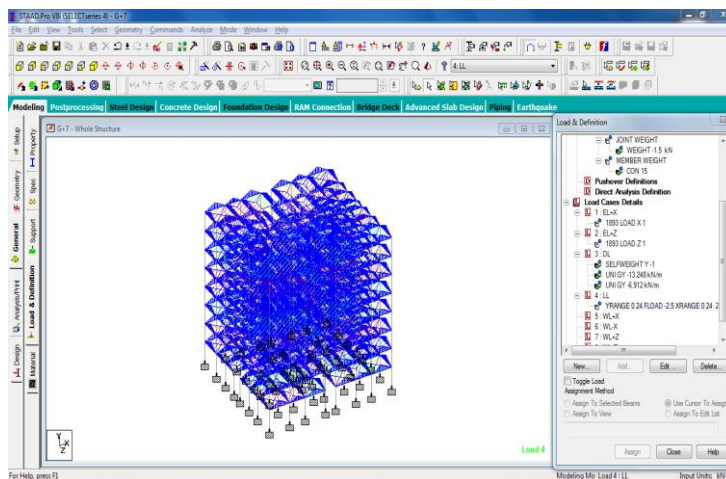 STAAD.Pro V8i (SELECTseries 4) - G+7
File Edit View Tools Select Geometry Commands Analyze Mode Window Help
4: LL
Modeling Postprocessing Steel Design Concrete Design Foundation Design RAM Connection Bridge Deck Advanced Slab Design Piping Earthquake
G+7 - Whole Structure
Setup
Geometry
General
Analysis/Print
Design
Property
Spec
Support
Load & Definition
Material
Y
X
Z
Load 4
Load & Definition
JOINT WEIGHT
WEIGHT -1.5 kN
MEMBER WEIGHT
CON 15
Pushover Definitions
Direct Analysis Definition
Load Cases Details
1 : EL+X
1893 LOAD X 1
2 : EL+Z
1893 LOAD Z 1
3 : DL
SELFWEIGHT Y -1
UNI GY -13.248 kN/m
UNI GY -6.912 kN/m
4 : LL
YRANGE 0 24 FLOAD -2.5 XRANGE 0 24 2
5 : WL+X
6 : WL-X
7 : WL+Z
New... Add... Edit... Delete...
Toggle Load
Assignment Method
Assign To Selected Beams Use Cursor To Assign
Assign To View Assign To Edit List
Assign Close Help
For Help, press F1
Modeling Mo Load 4 : LL Input Units: